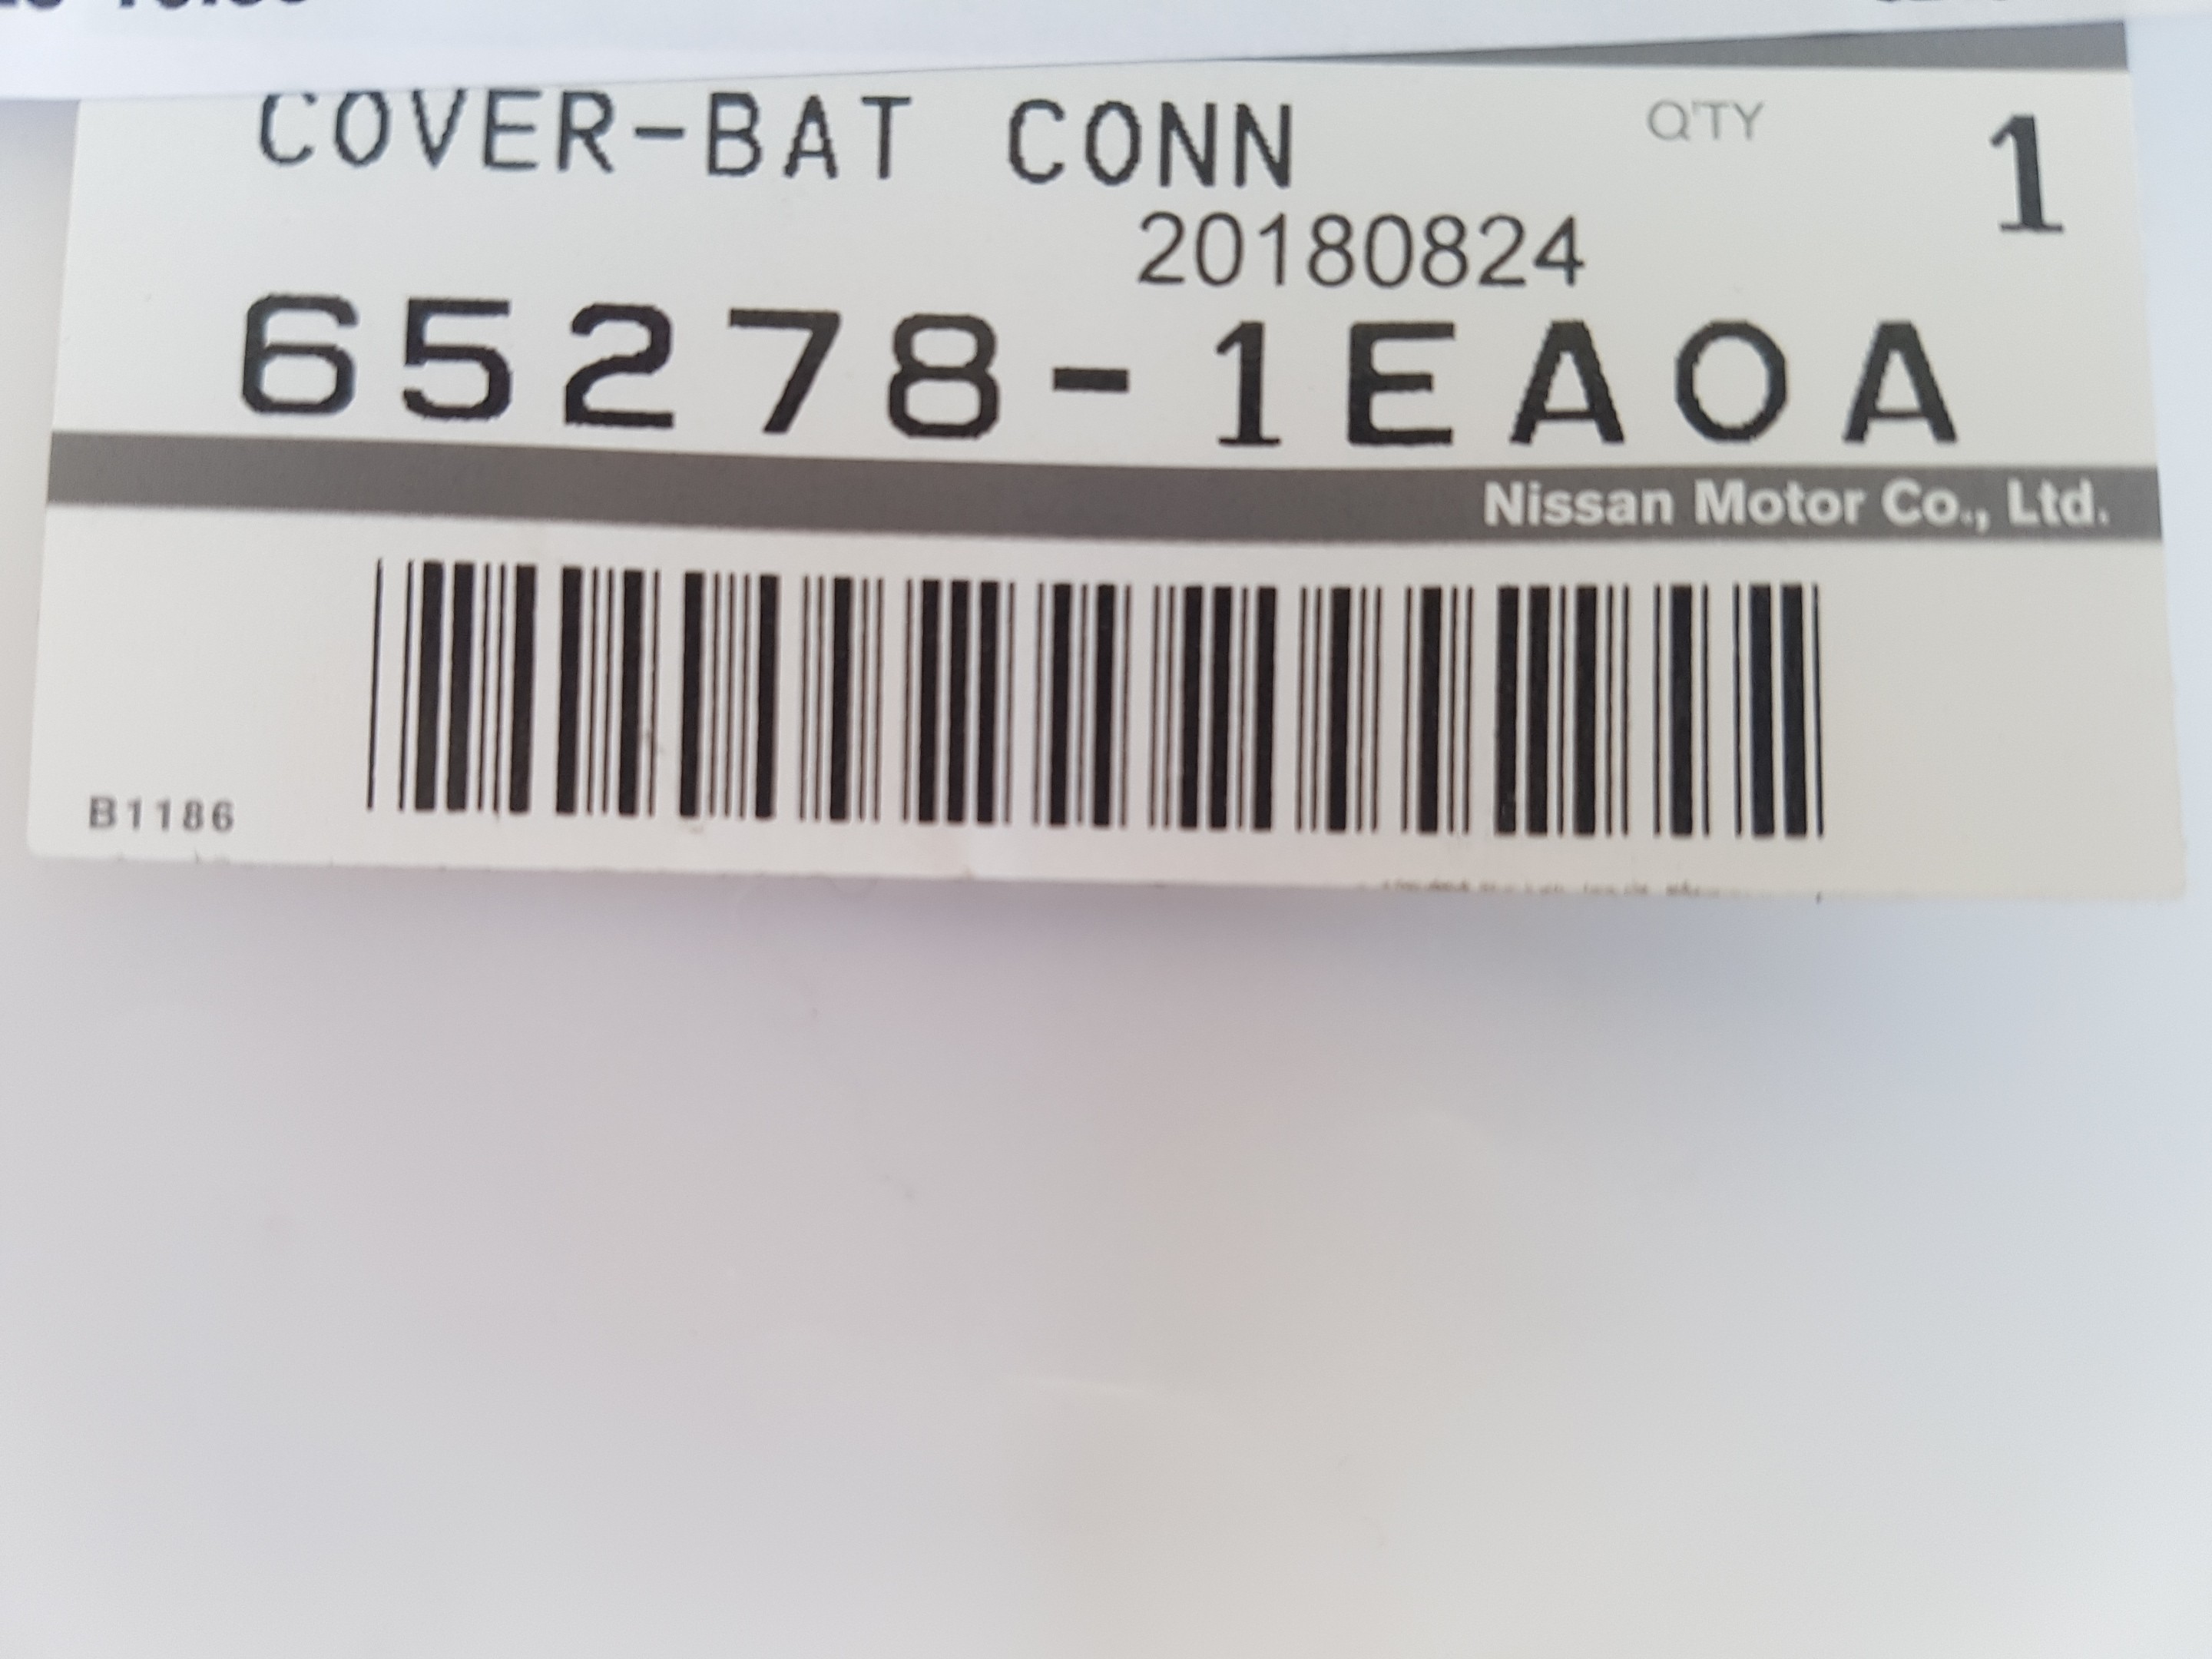 COVER-BAT CONN
Q'TY
1
20180824
65278-1EA0A
Nissan Motor Co., Ltd.
B1186